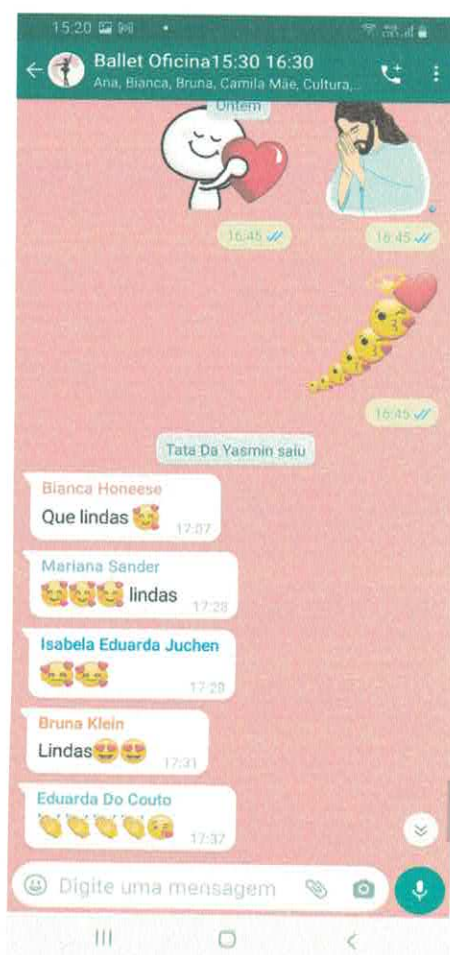 15:20
Ballet Oficina15:30 16:30
Ana, Bianca, Bruna, Camila Mãe, Cultura,...
Ontem
16:45
16:45
16:45
Tata Da Yasmin saiu
Bianca Honeese
Que lindas
17:07
Mariana Sander
lindas
17:28
Isabela Eduarda Juchen
17:29
Bruna Klein
Lindas
17:31
Eduarda Do Couto
17:37
Digite uma mensagem